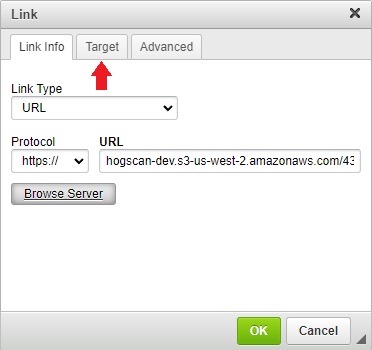 Link
Link Info Target Advanced
Link Type
URL
Protocol URL
https:// hogscan-dev.s3-us-west-2.amazonaws.com/43
Browse Server
OK Cancel